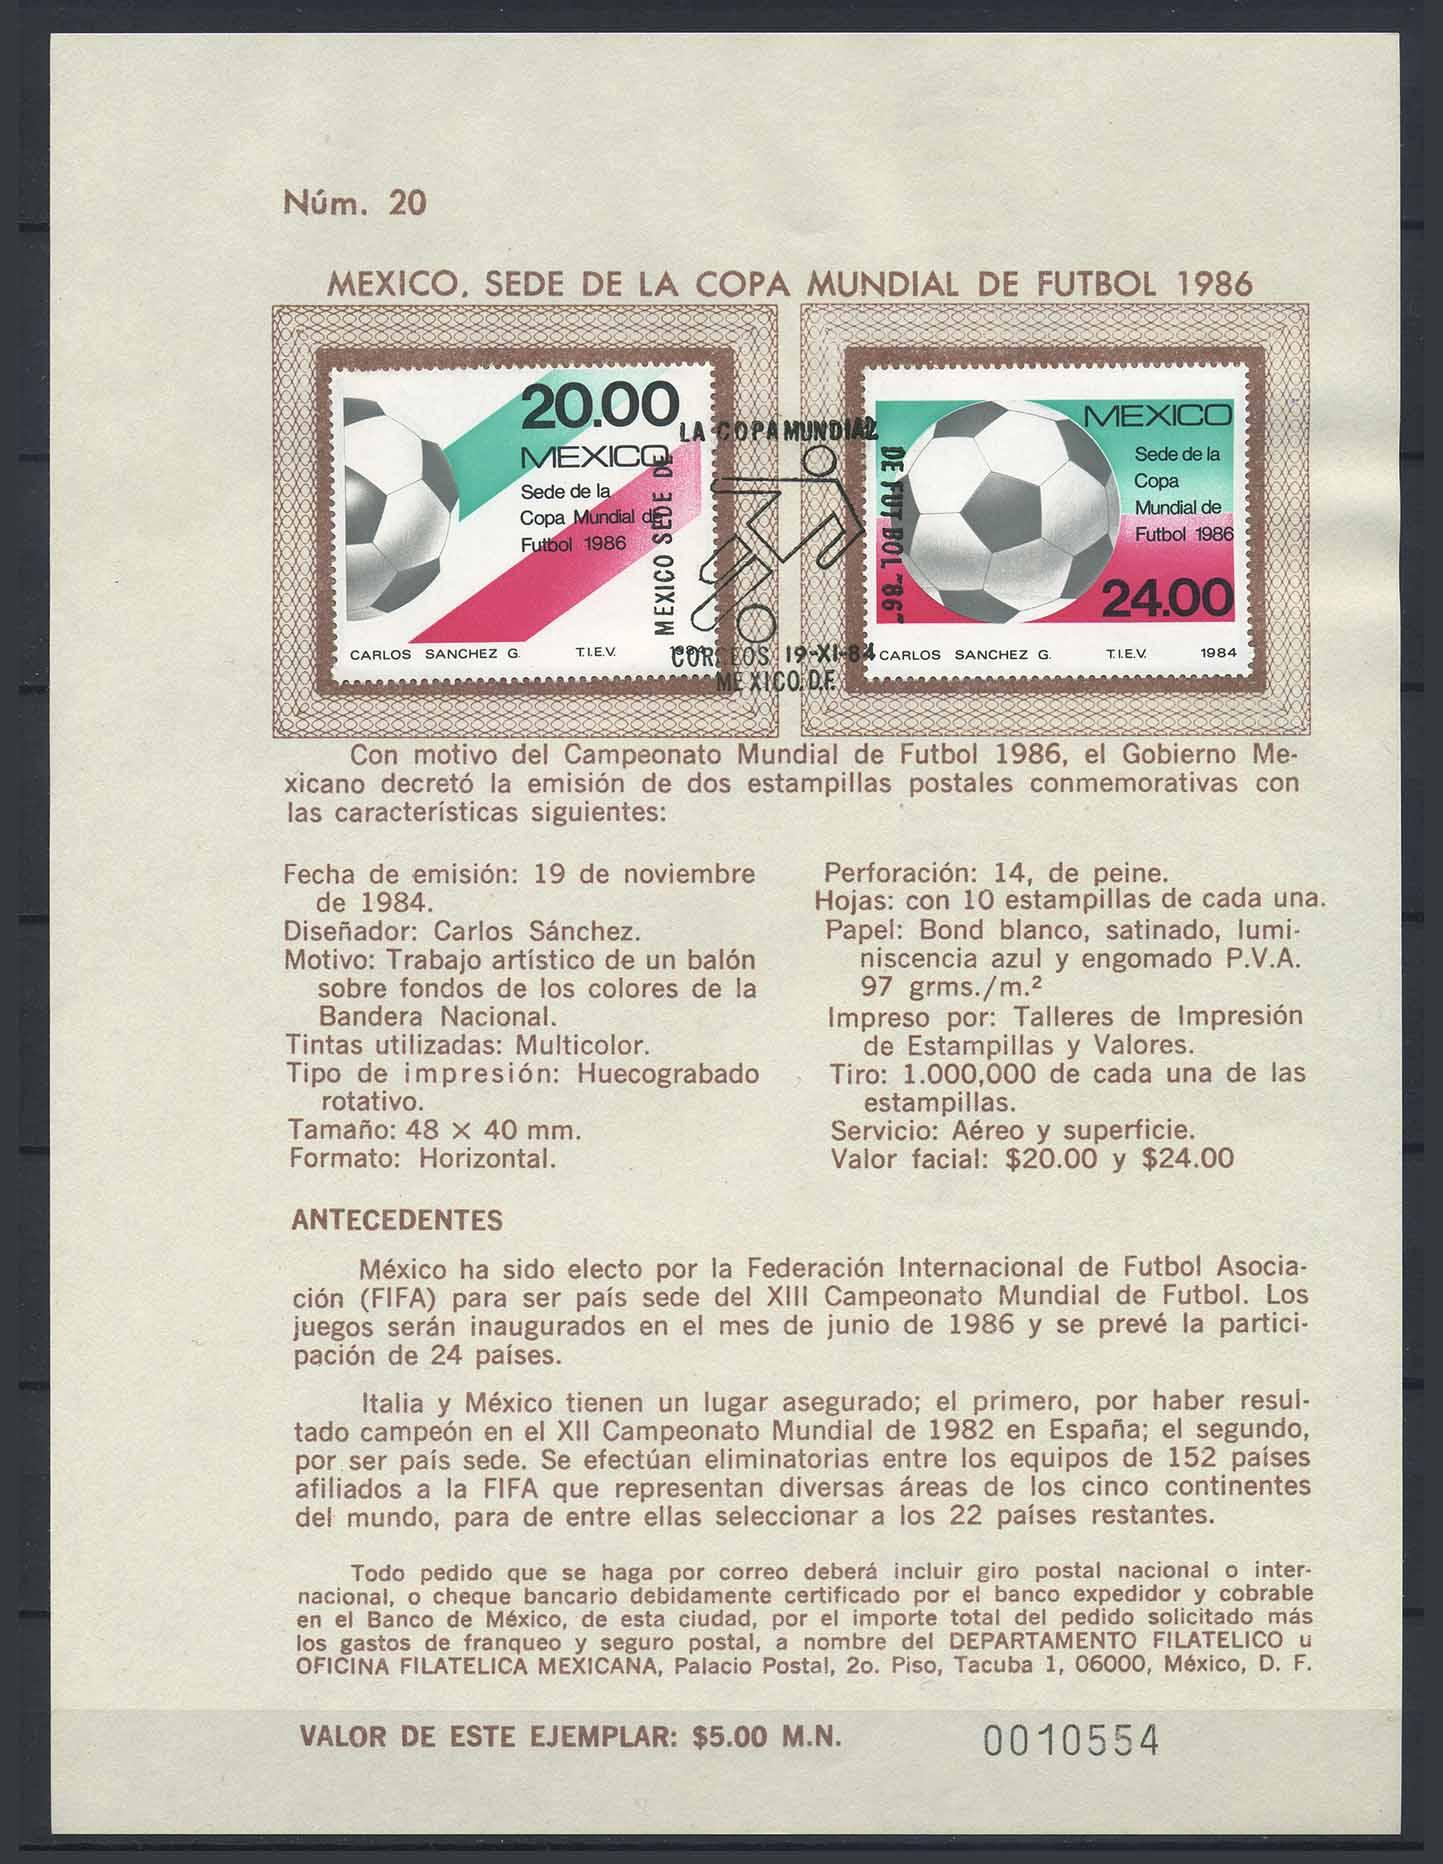 Núm. 20
MEXICO, SEDE DE LA COPA MUNDIAL DE FUTBOL 1986
20.00
MEXICO
Sede de la
Copa Mundial de
Futbol 1986
CARLOS SANCHEZ G. T.I.E.V. 1984
MEXICO SEDE DE
LA COPA MUNDIAL
DE FUT BOL "86"
CORREOS 19-XI-84
MEXICO, D.F.
MEXICO
Sede de la
Copa
Mundial de
Futbol 1986
24.00
CARLOS SANCHEZ G. T.I.E.V. 1984
Con motivo del Campeonato Mundial de Futbol 1986, el Gobierno Me-
xicano decretó la emisión de dos estampillas postales conmemorativas con
las características siguientes:
Fecha de emisión: 19 de noviembre
de 1984.
Diseñador: Carlos Sánchez.
Motivo: Trabajo artístico de un balón
sobre fondos de los colores de la
Bandera Nacional.
Tintas utilizadas: Multicolor.
Tipo de impresión: Huecograbado
rotativo.
Tamaño: 48 × 40 mm.
Formato: Horizontal.
Perforación: 14, de peine.
Hojas: con 10 estampillas de cada una.
Papel: Bond blanco, satinado, lumi-
niscencia azul y engomado P.V.A.
97 grms./m.²
Impreso por: Talleres de Impresión
de Estampillas y Valores.
Tiro: 1.000,000 de cada una de las
estampillas.
Servicio: Aéreo y superficie.
Valor facial: $20.00 y $24.00
ANTECEDENTES
México ha sido electo por la Federación Internacional de Futbol Asocia-
ción (FIFA) para ser país sede del XIII Campeonato Mundial de Futbol. Los
juegos serán inaugurados en el mes de junio de 1986 y se prevé la partici-
pación de 24 países.
Italia y México tienen un lugar asegurado; el primero, por haber resul-
tado campeón en el XII Campeonato Mundial de 1982 en España; el segundo,
por ser país sede. Se efectúan eliminatorias entre los equipos de 152 países
afiliados a la FIFA que representan diversas áreas de los cinco continentes
del mundo, para de entre ellas seleccionar a los 22 países restantes.
Todo pedido que se haga por correo deberá incluir giro postal nacional o inter-
nacional, o cheque bancario debidamente certificado por el banco expedidor y cobrable
en el Banco de México, de esta ciudad, por el importe total del pedido solicitado más
los gastos de franqueo y seguro postal, a nombre del DEPARTAMENTO FILATELICO u
OFICINA FILATELICA MEXICANA, Palacio Postal, 2o. Piso, Tacuba 1, 06000, México, D. F.
VALOR DE ESTE EJEMPLAR: $5.00 M.N.
0010554